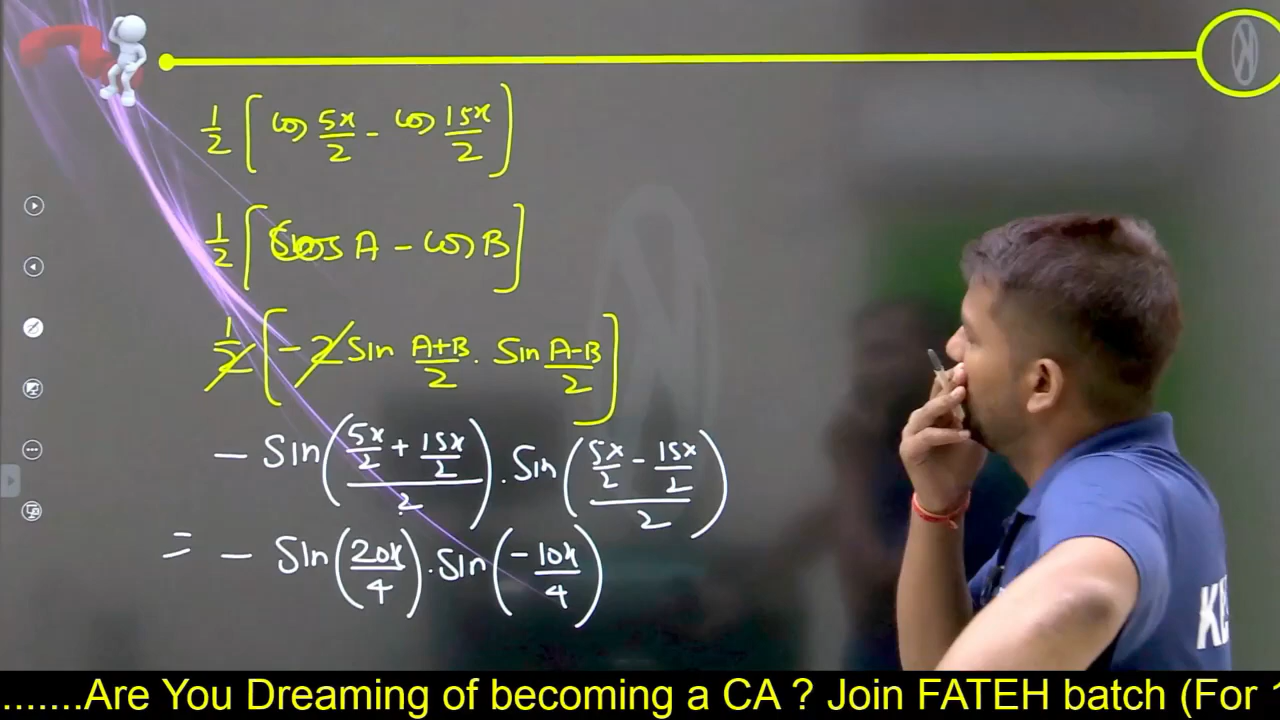 1/2 [ cos 5x/2 - cos 15x/2 ]
1/2 [ cos A - cos B ]
1/2 [ -2 Sin A+B/2 . Sin A-B/2 ]
- Sin ( (5x/2 + 15x/2) / 2 ) . Sin ( (5x/2 - 15x/2) / 2 )
= - Sin ( 20x/4 ) . Sin ( -10x/4 )
.......Are You Dreaming of becoming a CA ? Join FATEH batch (For 1